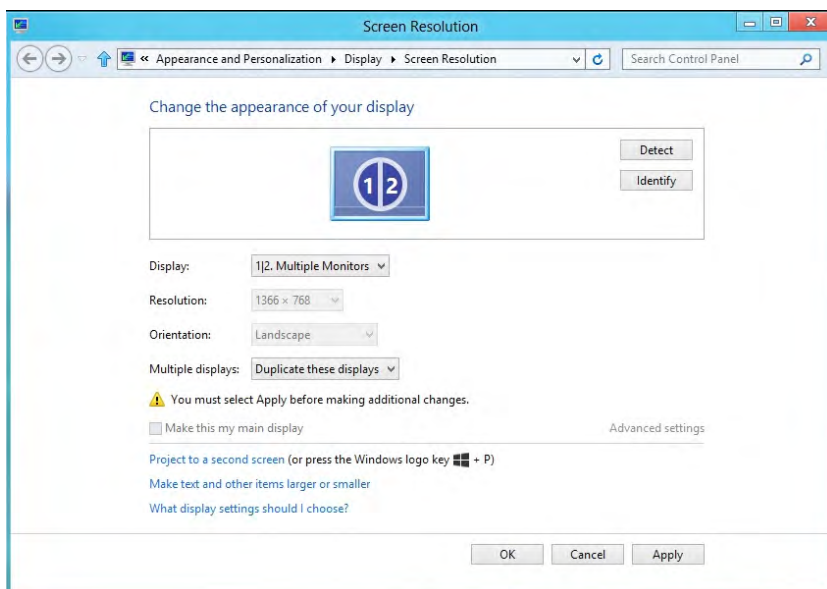 Screen Resolution
« Appearance and Personalization ▸ Display ▸ Screen Resolution
Search Control Panel
Change the appearance of your display
1|2
Detect
Identify
Display: 1|2. Multiple Monitors
Resolution: 1366 × 768
Orientation: Landscape
Multiple displays: Duplicate these displays
You must select Apply before making additional changes.
Make this my main display Advanced settings
Project to a second screen (or press the Windows logo key + P)
Make text and other items larger or smaller
What display settings should I choose?
OK Cancel Apply